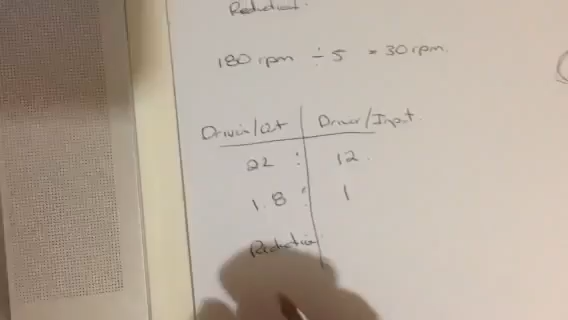 Reduction.
180 rpm ÷ 5 = 30 rpm.
Driven/Out | Driver/Input.
22 : 12.
1.8 : 1
Reduction